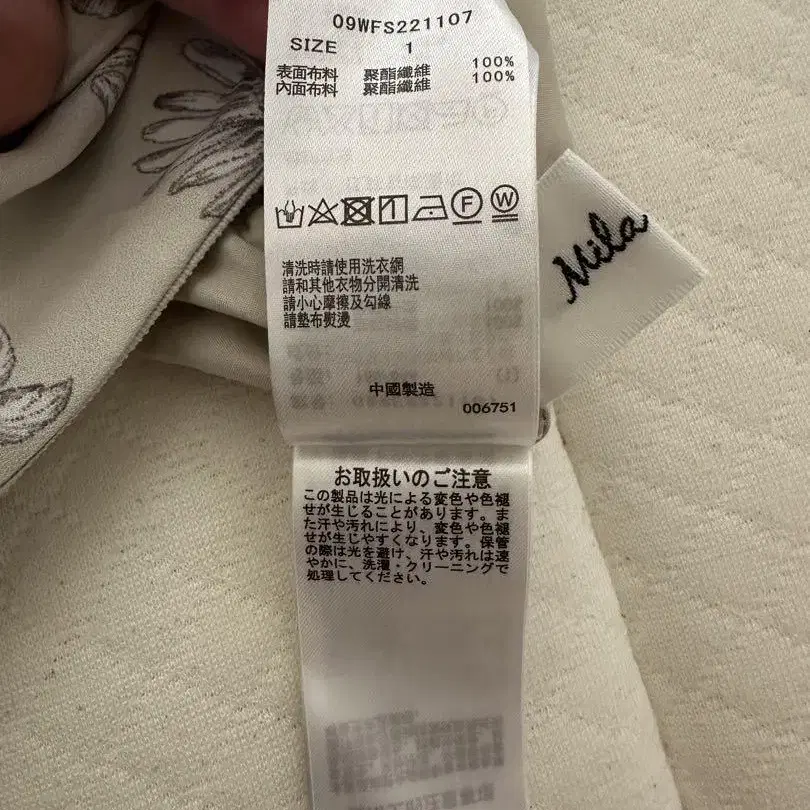 09WFS221107
SIZE 1
表面布料 聚酯纖維 100%
內面布料 聚酯纖維 100%
F W
清洗時請使用洗衣網
請和其他衣物分開清洗
請小心摩擦及勾線
請墊布熨燙
中國製造
006751
Mila
お取扱いのご注意
この製品は光による変色や色褪
せが生じることがあります。ま
た汗や汚れにより、変色や色褪
せが生じやすくなります。保管
の際は光を避け、汗や汚れは速
やかに、洗濯・クリーニングで
処理してください。